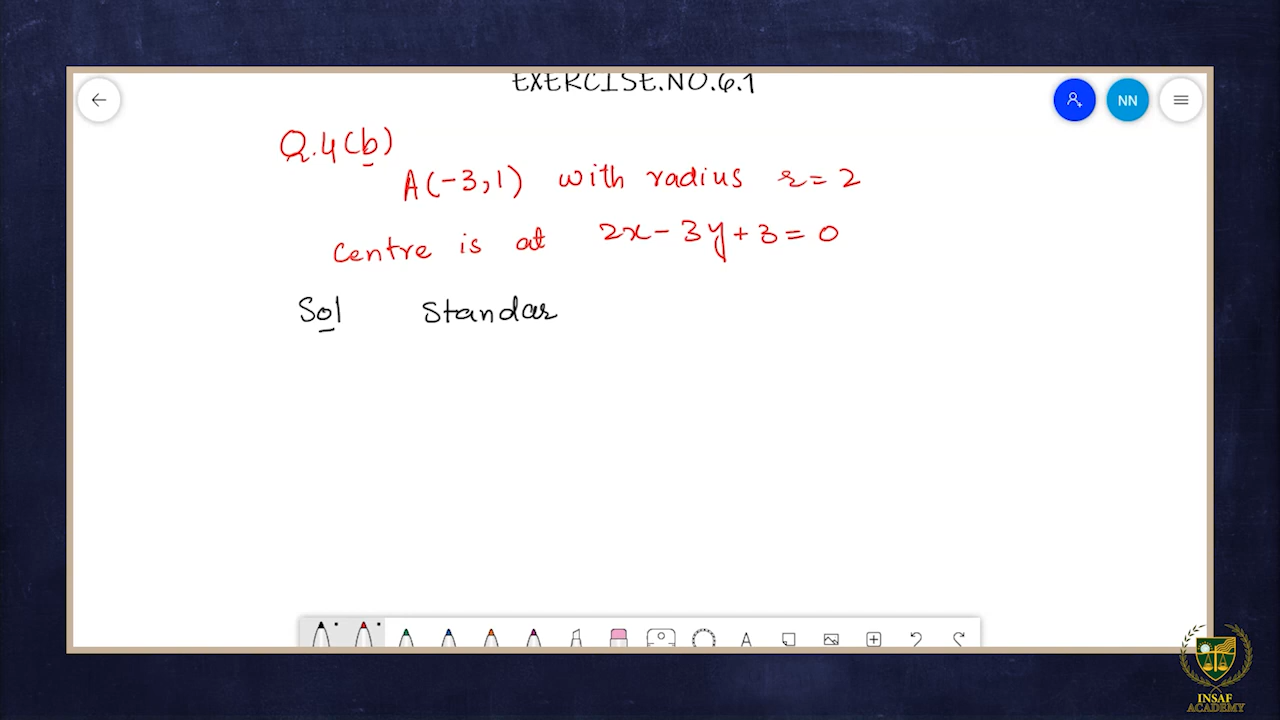 EXERCISE.NO.6.1
NN
Q.4(b)
A(-3,1) with radius r = 2
Centre is at 2x - 3y + 3 = 0
Sol Standar
A
INSAF
ACADEMY